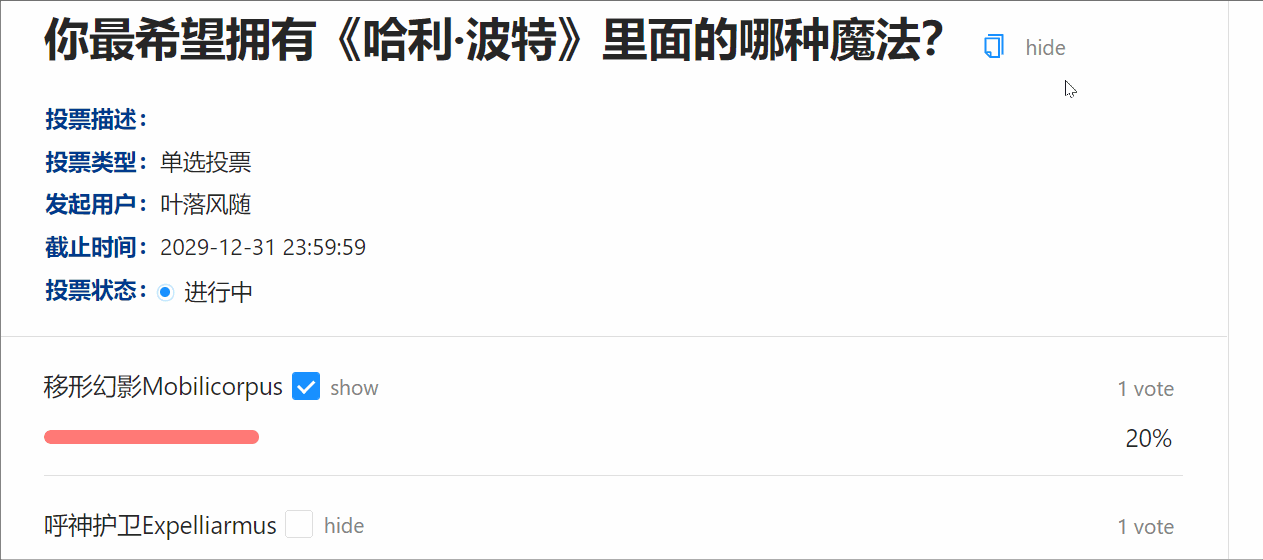 你最希望拥有《哈利·波特》里面的哪种魔法？ hide
投票描述：
投票类型：单选投票
发起用户：叶落风随
截止时间：2029-12-31 23:59:59
投票状态：进行中
移形幻影Mobilicorpus show 1 vote
20%
呼神护卫Expelliarmus hide 1 vote